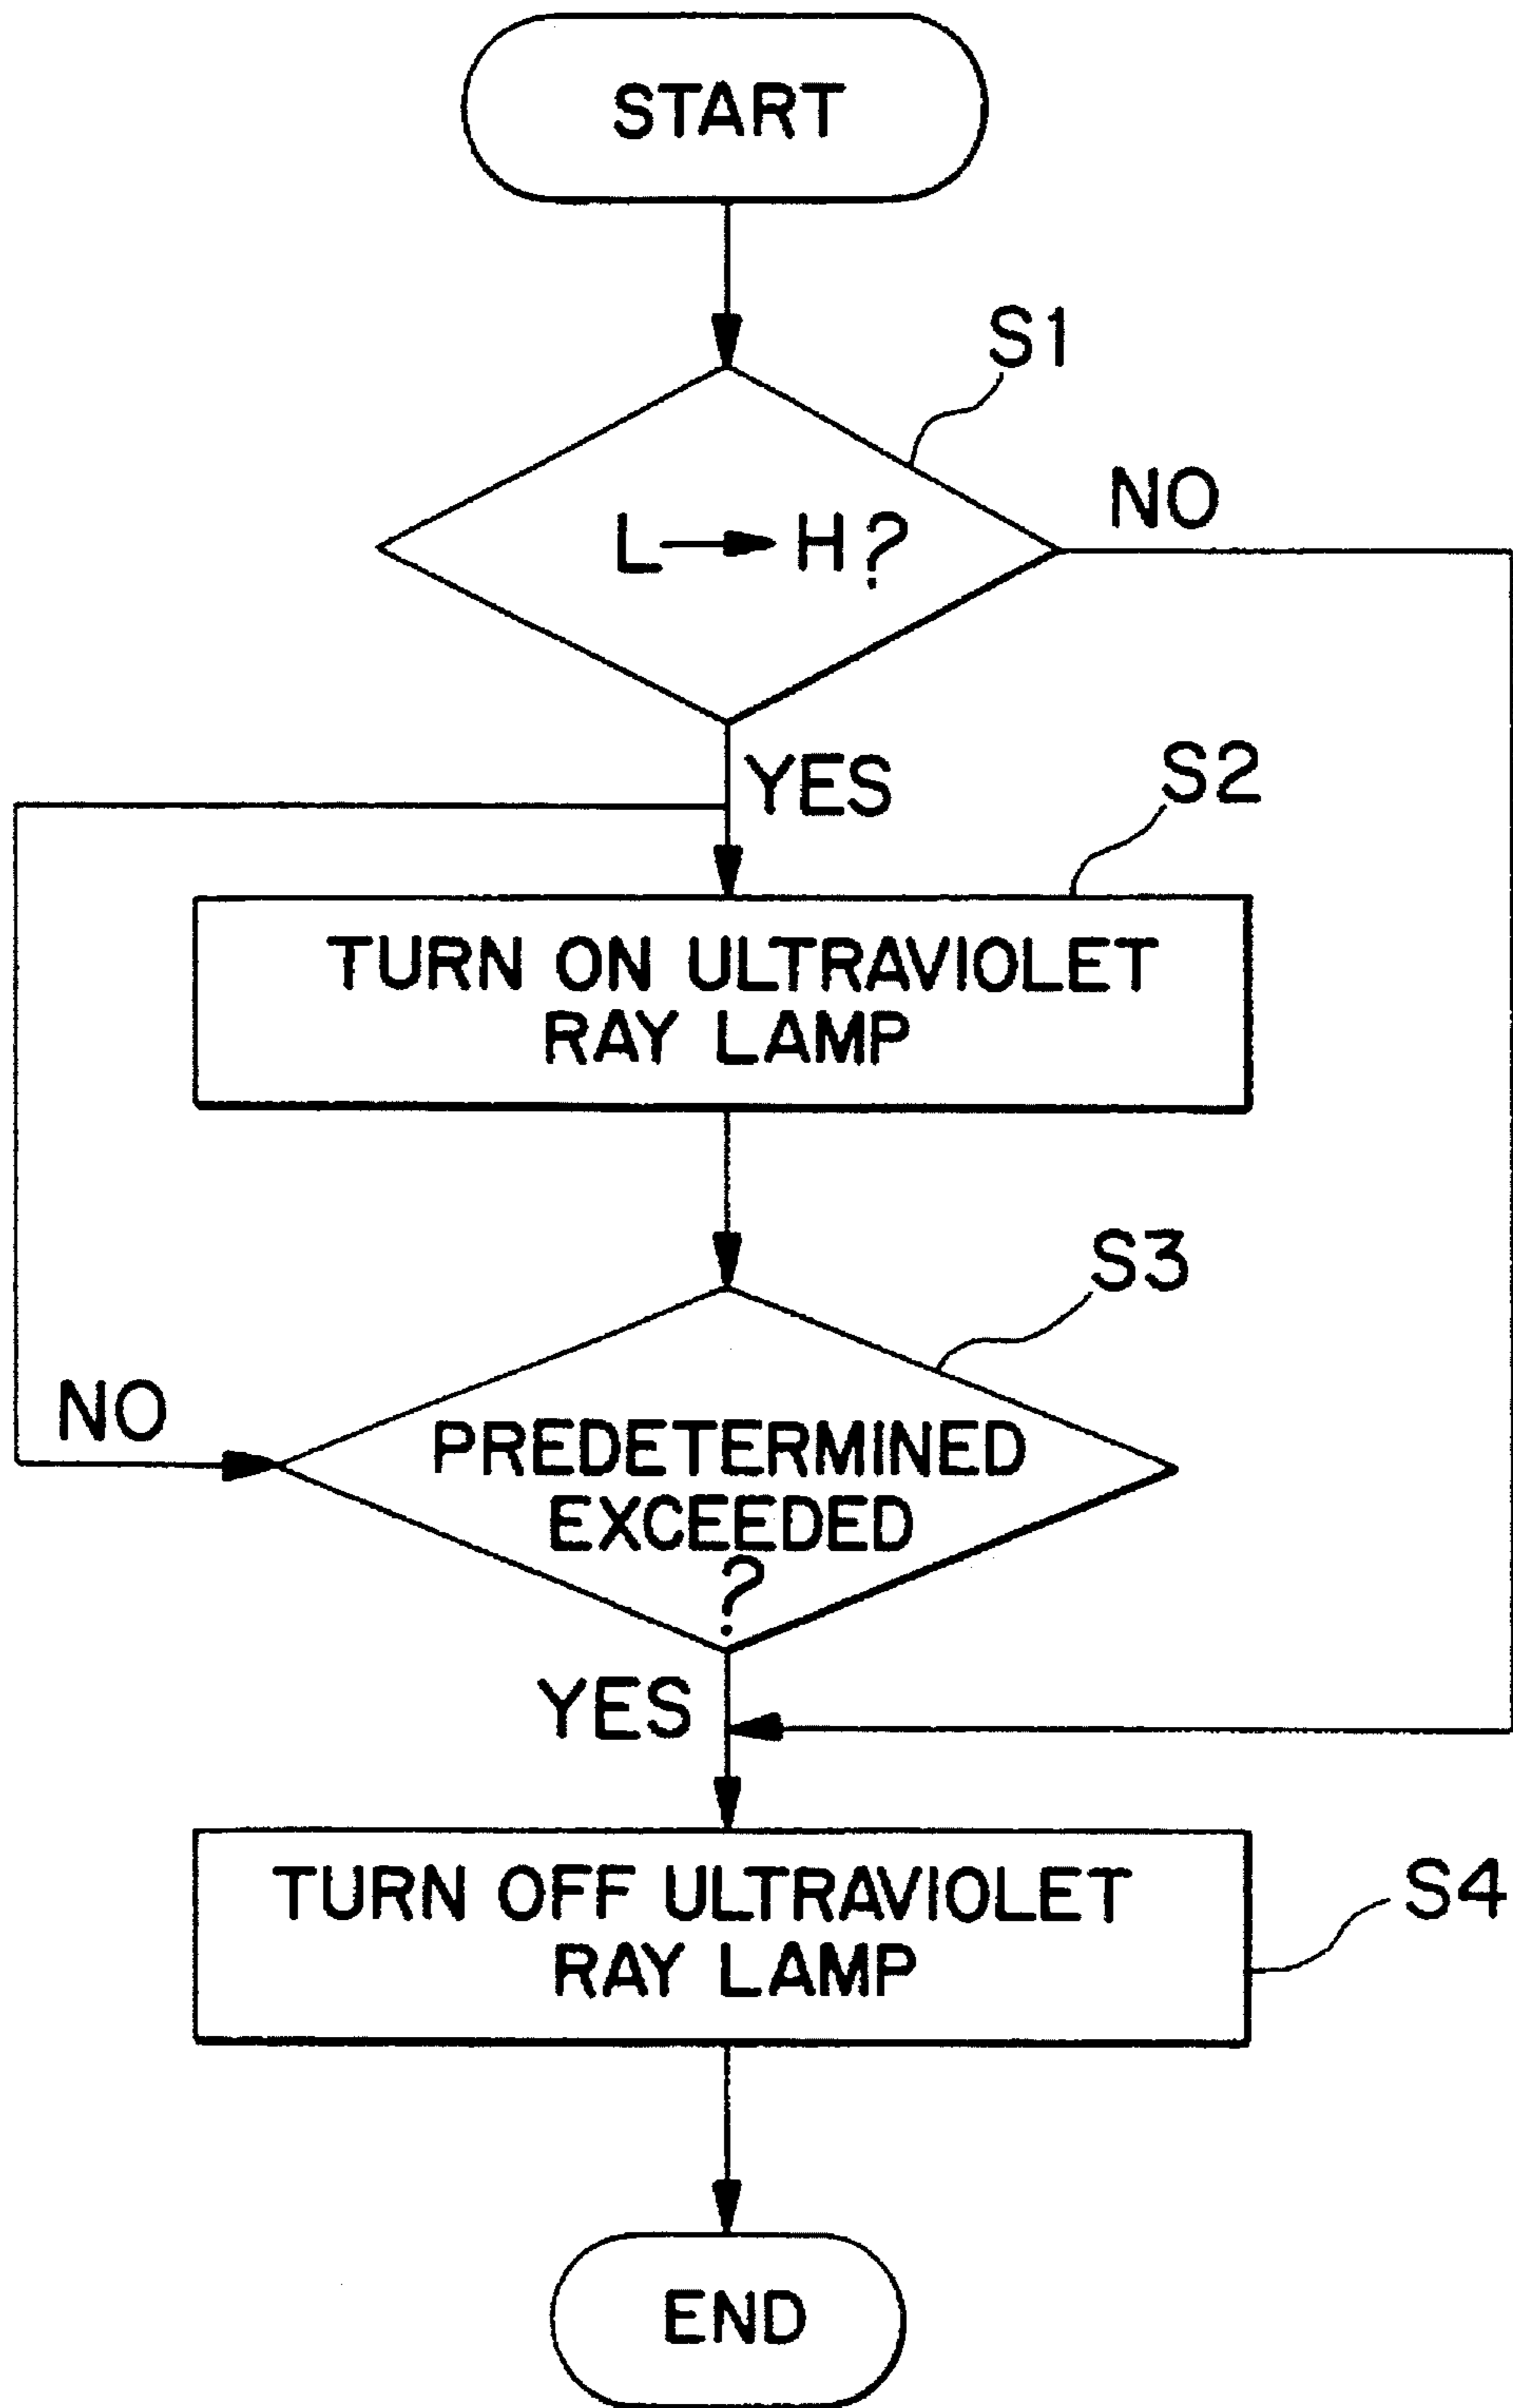 START
S1
L→H?
NO
YES
S2
TURN ON ULTRAVIOLET
RAY LAMP
S3
NO
PREDETERMINED
EXCEEDED
?
YES
TURN OFF ULTRAVIOLET
RAY LAMP
S4
END